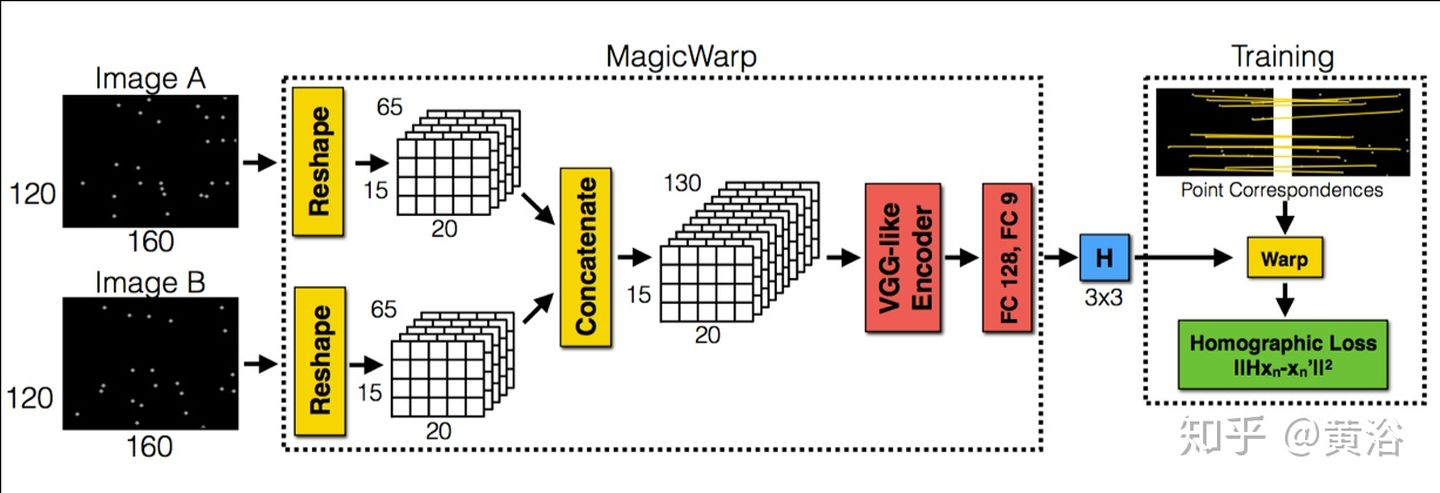 MagicWarp
Training
Image A
120
160
Image B
120
160
Reshape
65
15
20
Reshape
65
15
20
Concatenate
130
15
20
VGG-like
Encoder
FC 128, FC 9
H
3x3
Point Correspondences
Warp
Homographic Loss
||Hxₙ-xₙ'||²
知乎 @黄浴